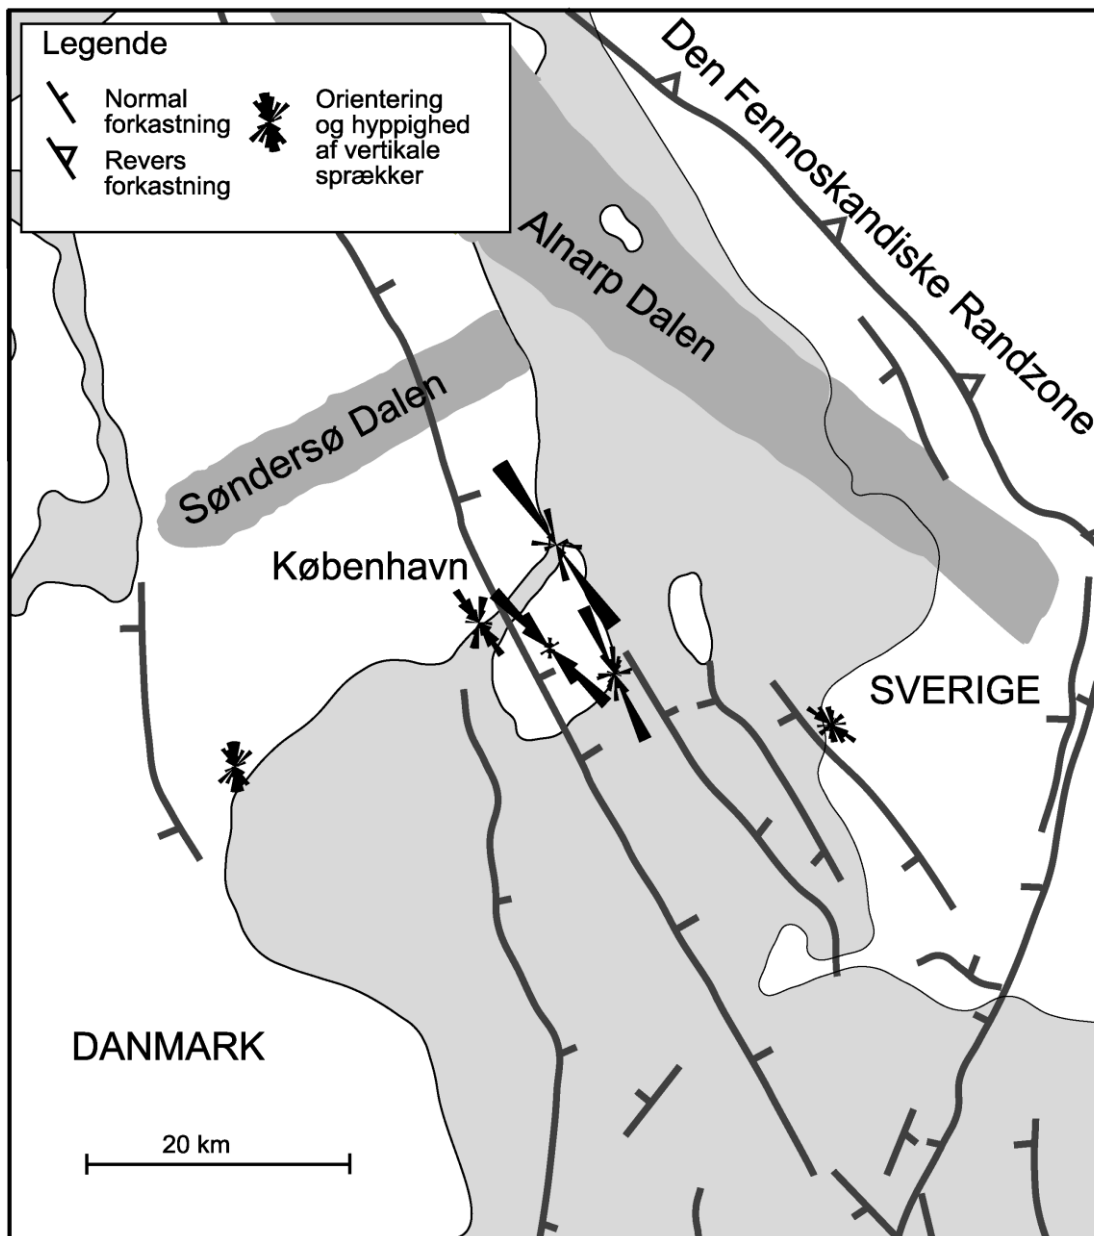 Legende
Normal
forkastning
Revers
forkastning
Orientering
og hyppighed
af vertikale
sprækker
Den Fennoskandiske Randzone
Alnarp Dalen
Søndersø Dalen
København
SVERIGE
DANMARK
20 km